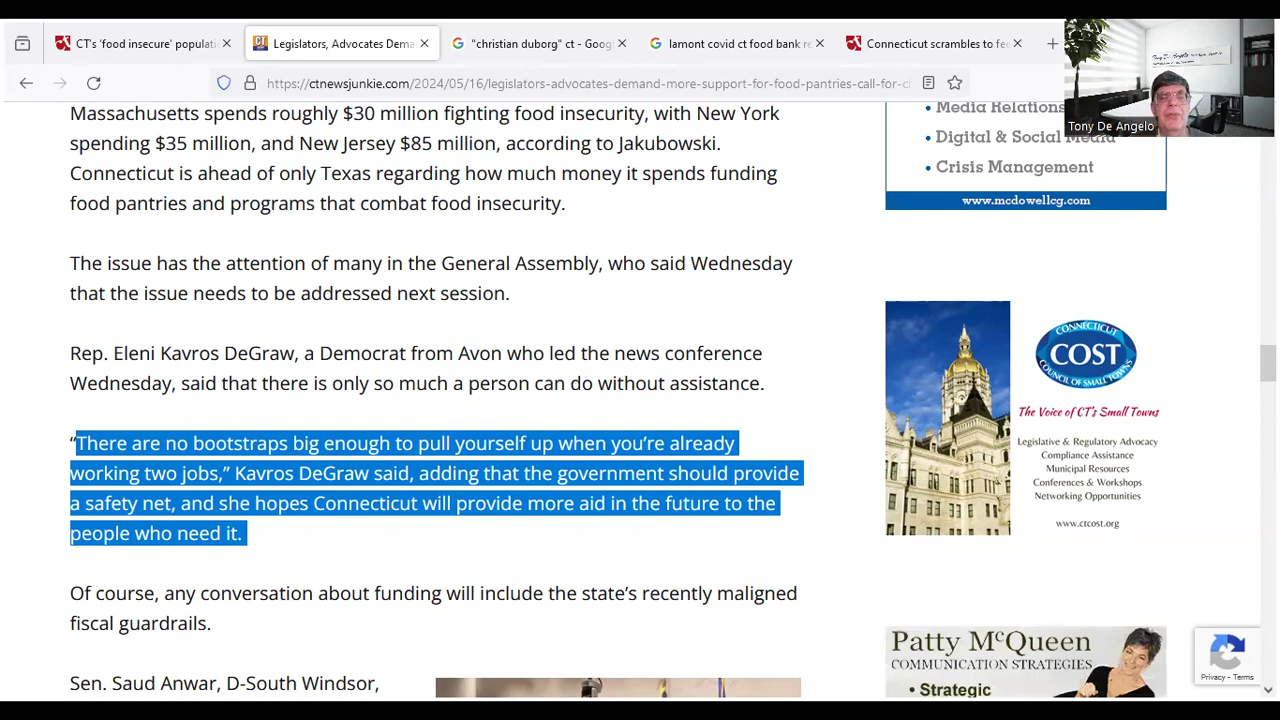 CT's 'food insecure' populati
Legislators, Advocates Dema
"christian duborg" ct - Goog
lamont covid ct food bank re
Connecticut scrambles to fe
https://ctnewsjunkie.com/2024/05/
/legislators-advocates-demand-more-support-for-food-pantries-call-for-c
Tony De Angelo
Massachusetts spends roughly $30 million fighting food insecurity, with New York
spending $35 million, and New Jersey $85 million, according to Jakubowski.
Connecticut is ahead of only Texas regarding how much money it spends funding
food pantries and programs that combat food insecurity.
The issue has the attention of many in the General Assembly, who said Wednesday
that the issue needs to be addressed next session.
Rep. Eleni Kavros DeGraw, a Democrat from Avon who led the news conference
Wednesday, said that there is only so much a person can do without assistance.
“There are no bootstraps big enough to pull yourself up when you’re already
working two jobs,” Kavros DeGraw said, adding that the government should provide
a safety net, and she hopes Connecticut will provide more aid in the future to the
people who need it.
Of course, any conversation about funding will include the state’s recently maligned
fiscal guardrails.
Sen. Saud Anwar, D-South Windsor,
• Media Relations
• Digital & Social Media
• Crisis Management
www.mcdowellcg.com
CONNECTICUT
COST
COUNCIL OF SMALL TOWNS
The Voice of CT's Small Towns
Legislative & Regulatory Advocacy
Compliance Assistance
Municipal Resources
Conferences & Workshops
Networking Opportunities
www.ctcost.org
Patty McQueen
COMMUNICATION STRATEGIES
• Strategic
Privacy - Terms